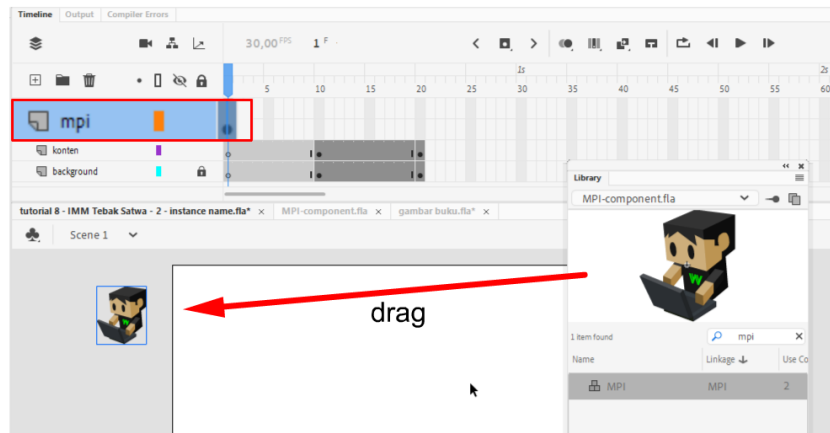 Timeline Output Compiler Errors
30,00 FPS 1 F
1s 2s
5 10 15 20 25 30 35 40 45 50 55 60
mpi
konten
background
Library
MPI-component.fla
tutorial 8 - IMM Tebak Satwa - 2 - instance name.fla* × MPI-component.fla × gambar buku.fla* ×
Scene 1
drag
1 item found mpi
Name Linkage Use Co
MPI MPI 2